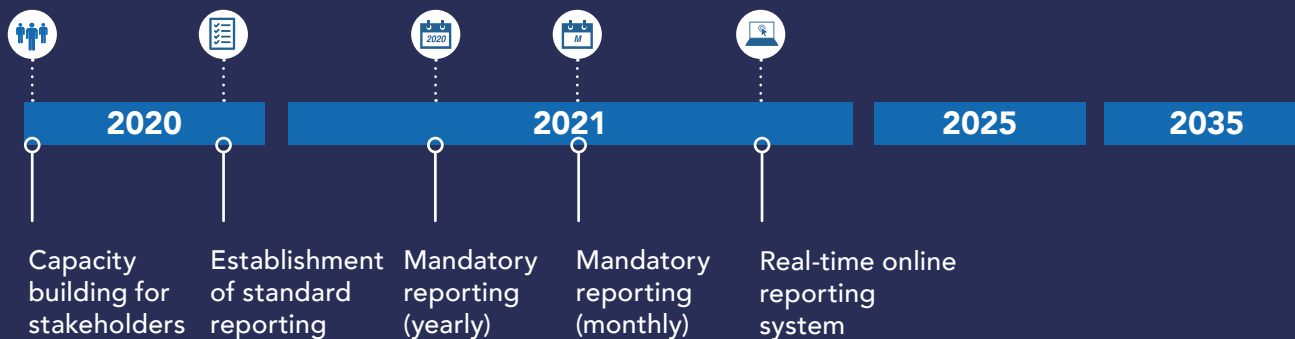 2020
M
2020
2021
2025
2035
Capacity
building for
stakeholders
Establishment
of standard
reporting
Mandatory
reporting
(yearly)
Mandatory
reporting
(monthly)
Real-time online
reporting
system